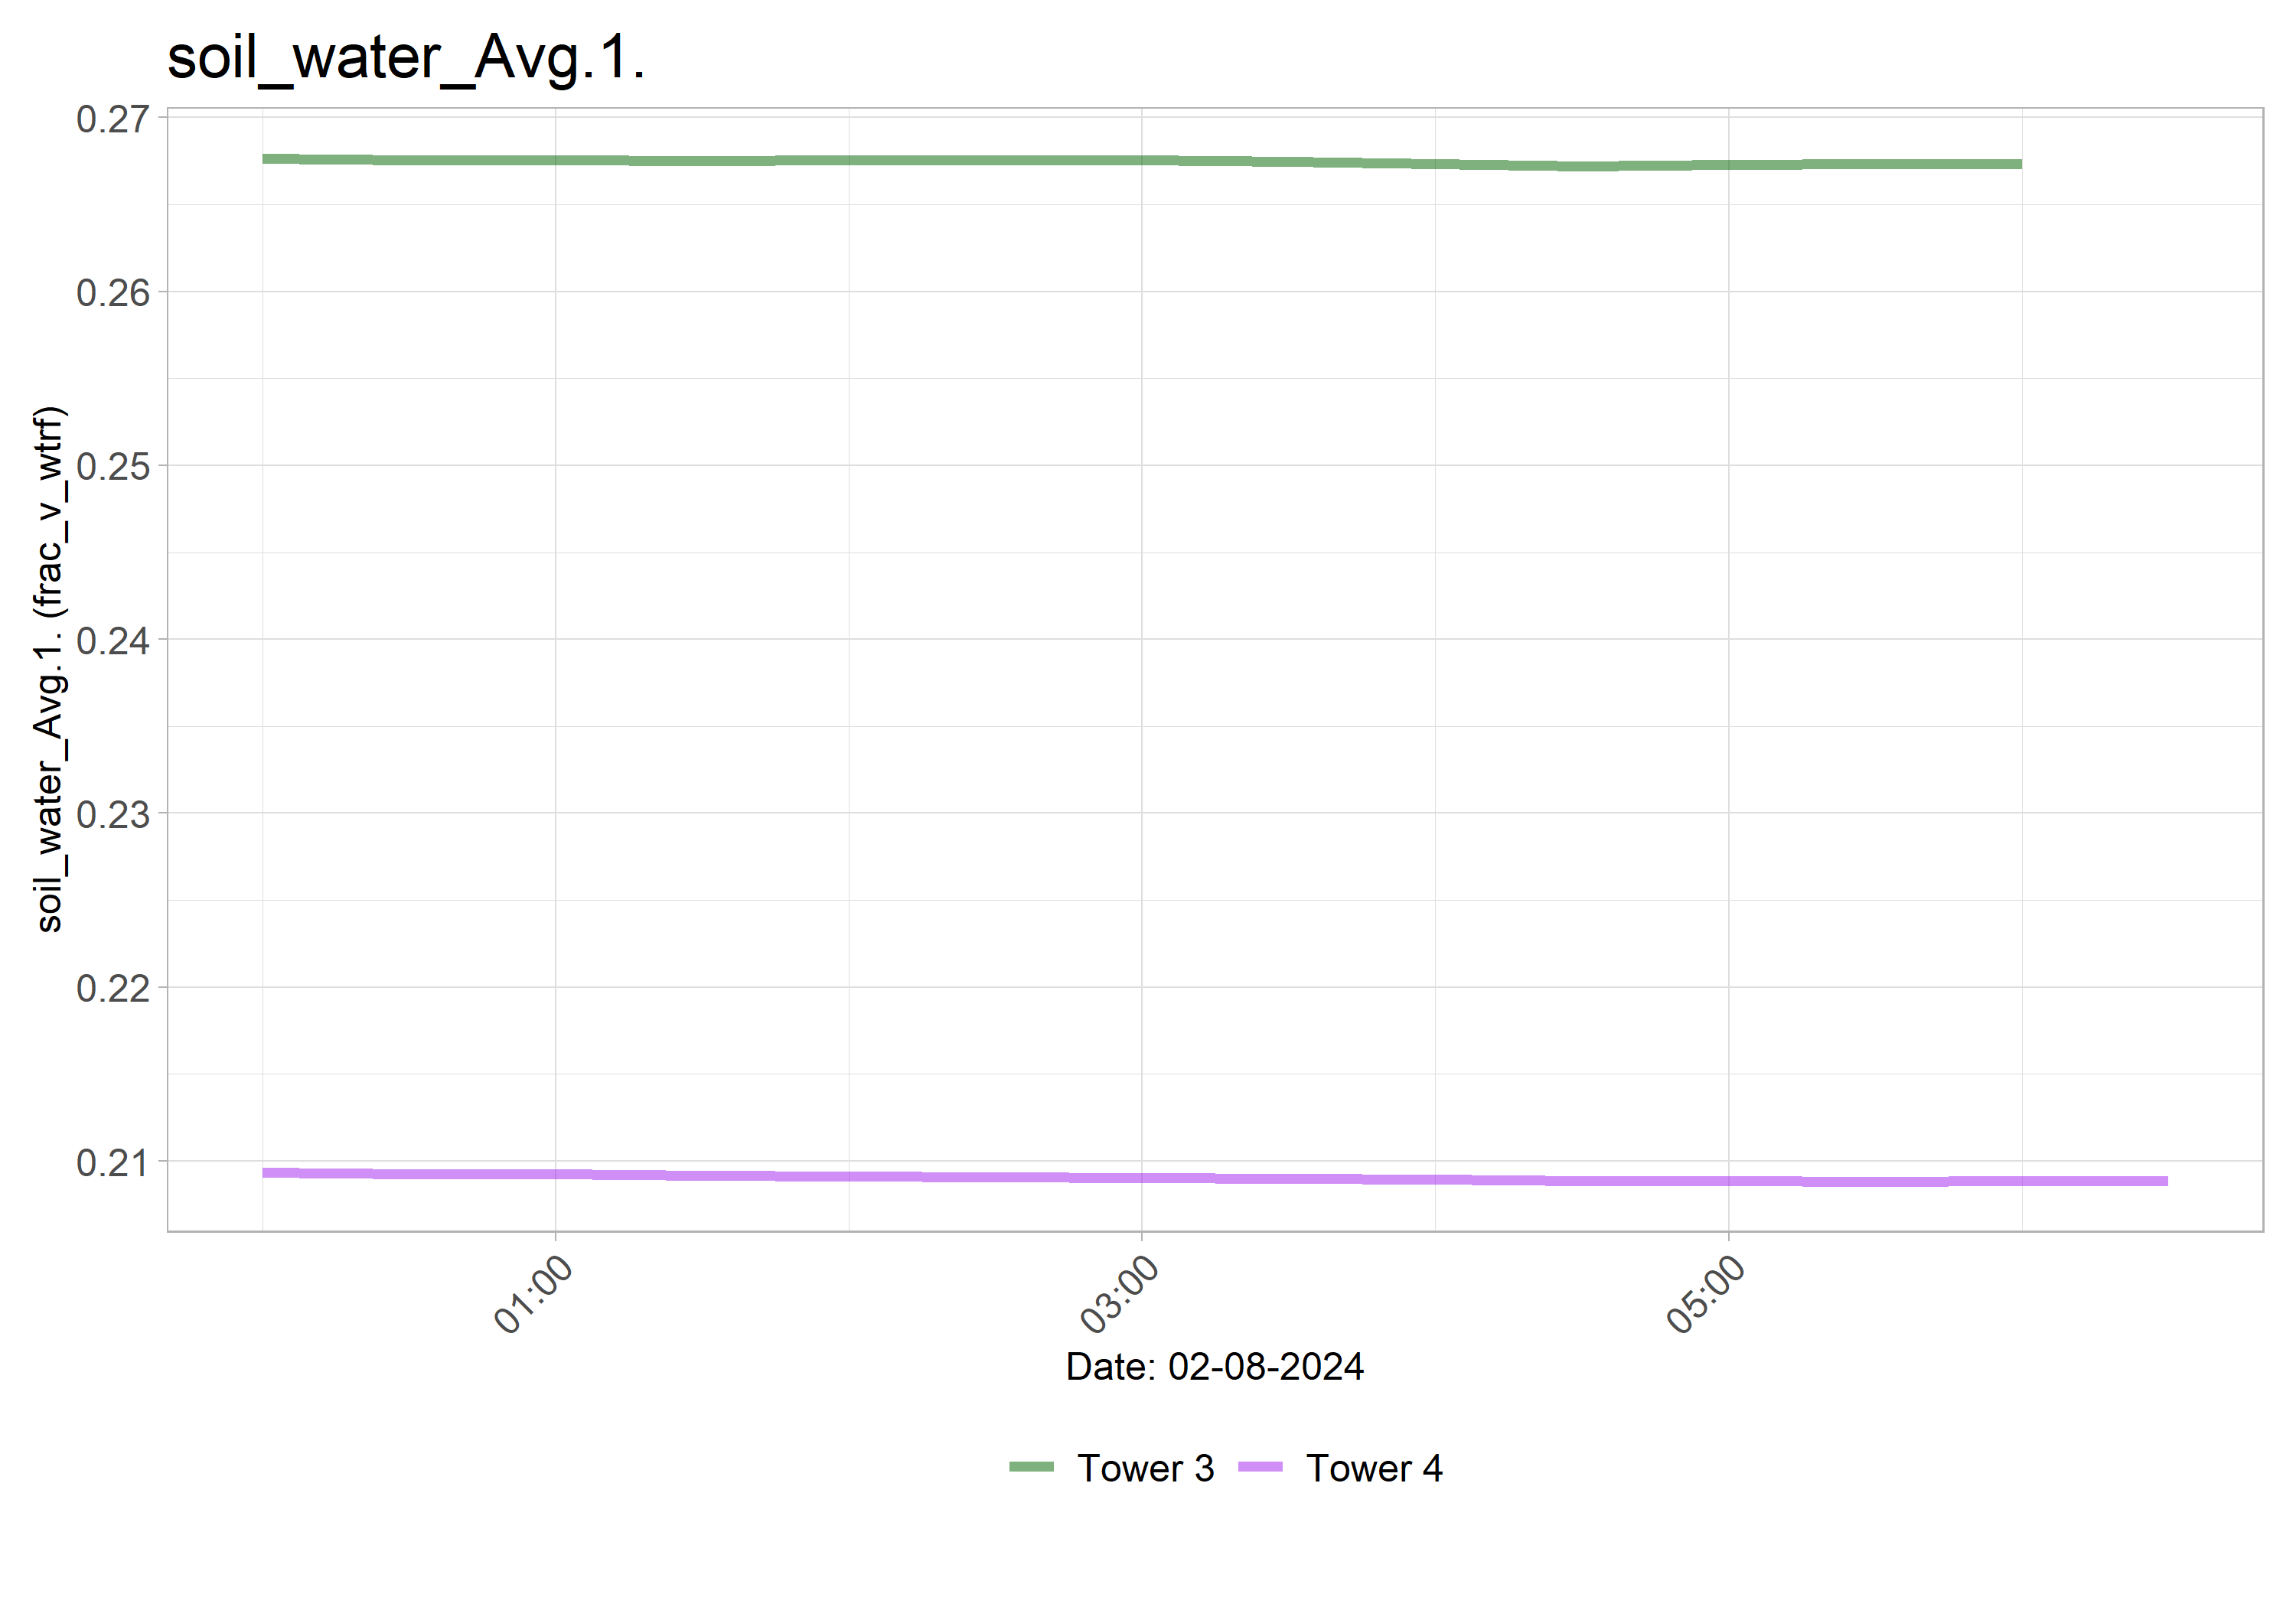 soil_water_Avg.1.
soil_water_Avg.1. (frac_v_wtrf)
0.27
0.26
0.25
0.24
0.23
0.22
0.21
01:00
03:00
05:00
Date: 02-08-2024
Tower 3
Tower 4